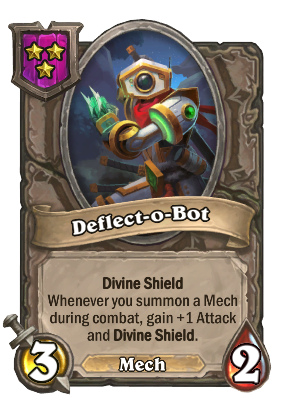 Deflect-o-Bot
Divine Shield
Whenever you summon a Mech
during combat, gain +1 Attack
and Divine Shield.
3
Mech
2